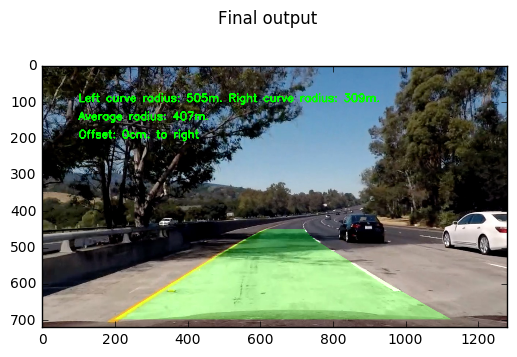 Final output
0
100
Left curve radius: 505m. Right curve radius: 309m.
Average radius: 407m
200
Offset: 0cm. to right
300
400
500
600
700
0 200 400 600 800 1000 1200